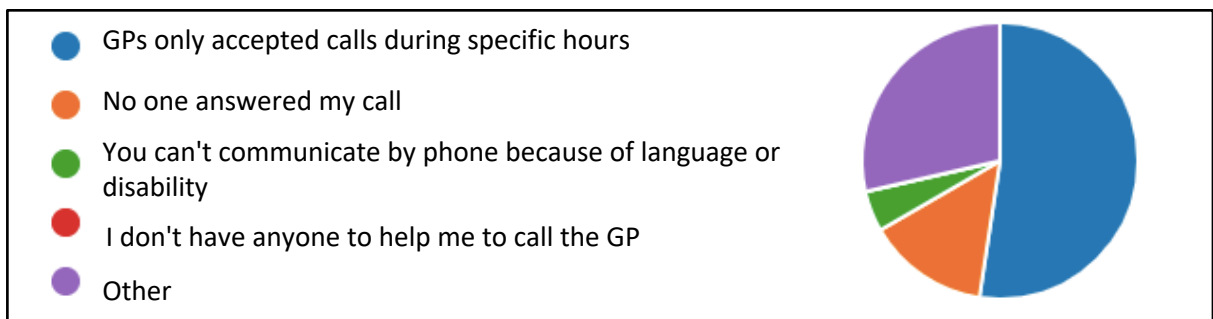 GPs only accepted calls during specific hours
No one answered my call
You can't communicate by phone because of language or
disability
I don't have anyone to help me to call the GP
Other